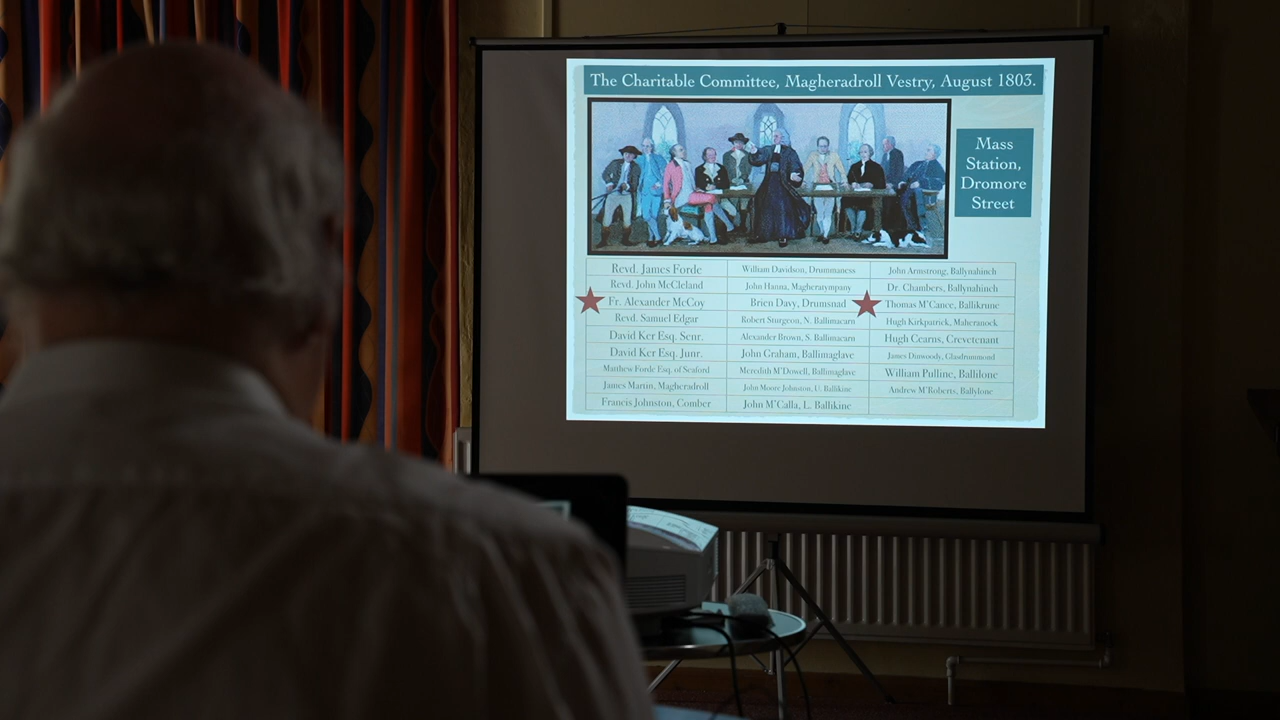 The Charitable Committee, Magheradroll Vestry, August 1803.
Mass
Station,
Dromore
Street
Revd. James Forde
William Davidson, Drummaness
John Armstrong, Ballynahinch
Revd. John McCleland
John Hanna, Magheratympany
Dr. Chambers, Ballynahinch
Fr. Alexander McCoy
Brien Davy, Drumsnad
Thomas M'Cance, Ballikrune
Revd. Samuel Edgar
Robert Sturgeon, N. Ballimacarn
Hugh Kirkpatrick, Maherauock
David Ker Esq. Senr.
Alexander Brown, S. Ballimacarn
Hugh Cearns, Crevetenant
David Ker Esq. Junr.
John Graham, Ballimaglave
James Dinwoody, Glasdrummond
Matthew Forde Esq. of Seaford
Meredith M'Dowell, Ballimaglave
William Pulline, Ballilone
James Martin, Magheradroll
John Moore Johnston, U. Ballikine
Andrew M'Roberts, Ballylone
Francis Johnston, Comber
John M'Calla, L. Ballikine